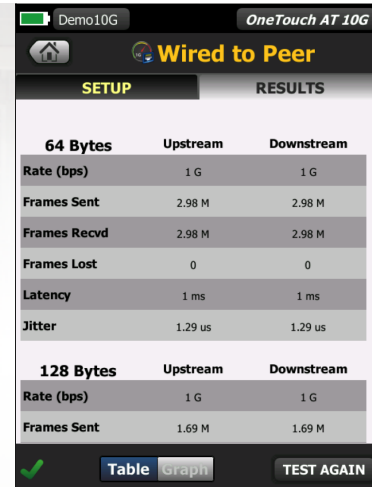 Demo10G OneTouch AT 10G
Wired to Peer
SETUP RESULTS
64 Bytes Upstream Downstream
Rate (bps) 1 G 1 G
Frames Sent 2.98 M 2.98 M
Frames Recvd 2.98 M 2.98 M
Frames Lost 0 0
Latency 1 ms 1 ms
Jitter 1.29 us 1.29 us
128 Bytes Upstream Downstream
Rate (bps) 1 G 1 G
Frames Sent 1.69 M 1.69 M
Table Graph TEST AGAIN